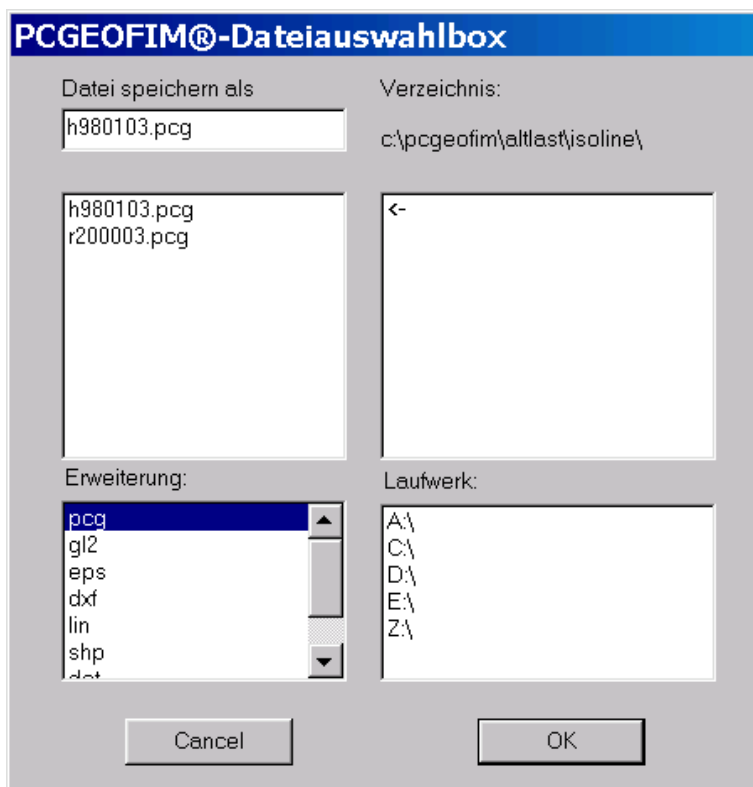 PCGEOFIM®-Dateiauswahlbox
Datei speichern als
h980103.pcg
Verzeichnis:
c:\pcgeofim\altlast\isoline\
h980103.pcg
r200003.pcg
<-
Erweiterung:
pcg
gl2
eps
dxf
lin
shp
Laufwerk:
A:\
C:\
D:\
E:\
Z:\
Cancel
OK